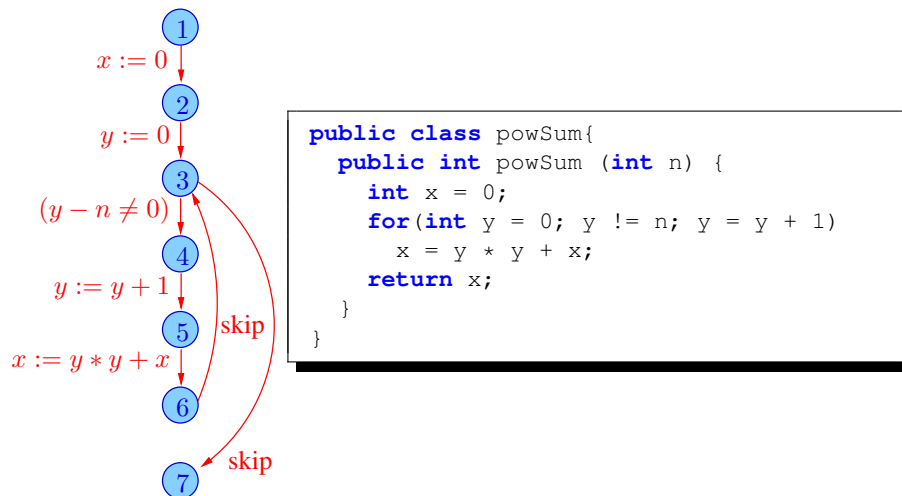 1
x := 0
2
y := 0
3
(y − n ≠ 0)
4
y := y + 1
5
skip
x := y ∗ y + x
6
skip
7
public class powSum{
public int powSum (int n) {
int x = 0;
for(int y = 0; y != n; y = y + 1)
x = y * y + x;
return x;
}
}